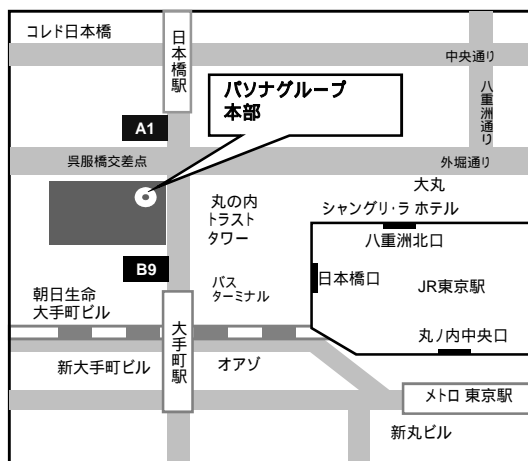 コレド日本橋
日本橋駅
中央通り
八重洲通り
パソナグループ
本部
A1
呉服橋交差点
外堀通り
大丸
シャングリ・ラ ホテル
丸の内
トラスト
タワー
八重洲北口
B9
バス
ターミナル
日本橋口
JR東京駅
朝日生命
大手町ビル
大手町駅
丸ノ内中央口
新大手町ビル
オアゾ
メトロ 東京駅
新丸ビル